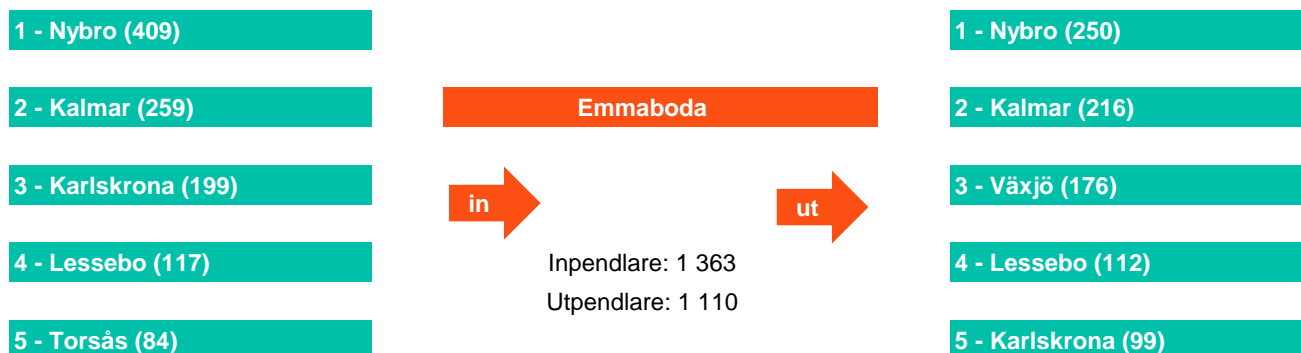 1 - Nybro (409)
2 - Kalmar (259)
3 - Karlskrona (199)
4 - Lessebo (117)
5 - Torsås (84)
Emmaboda
in
ut
Inpendlare: 1 363
Utpendlare: 1 110
1 - Nybro (250)
2 - Kalmar (216)
3 - Växjö (176)
4 - Lessebo (112)
5 - Karlskrona (99)